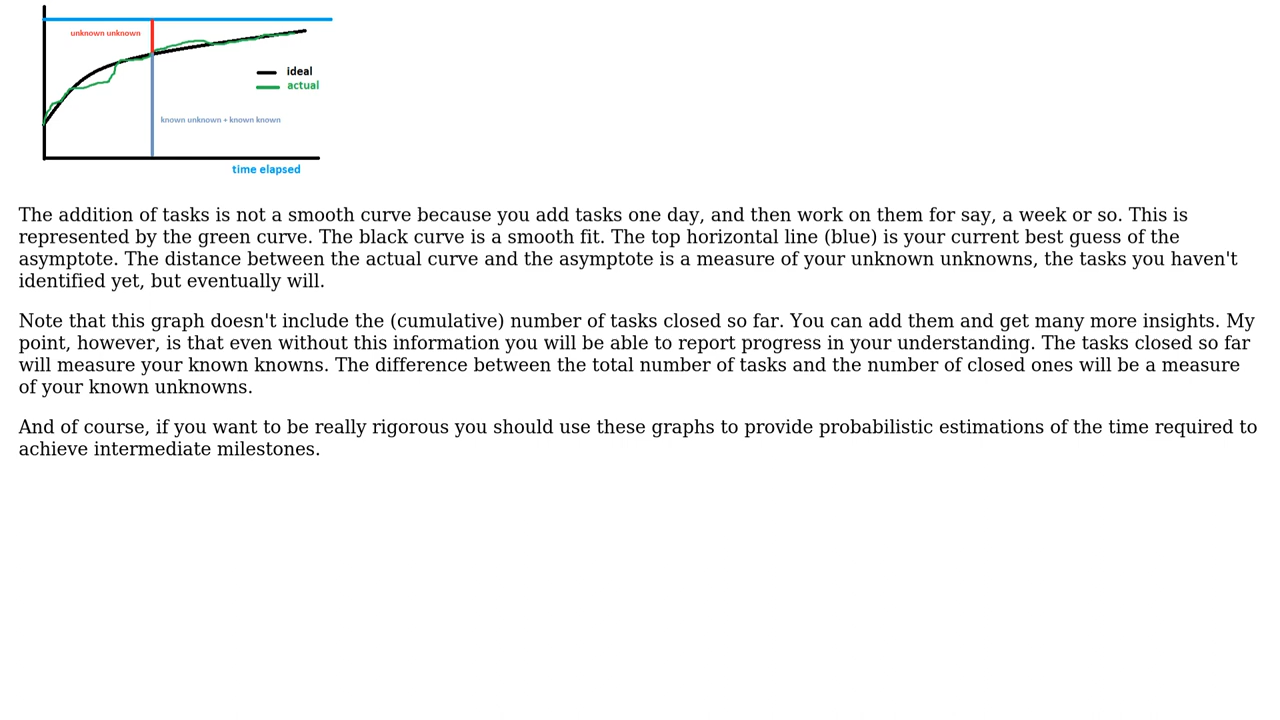 unknown unknown
ideal
actual
known unknown + known known
time elapsed
The addition of tasks is not a smooth curve because you add tasks one day, and then work on them for say, a week or so. This is
represented by the green curve. The black curve is a smooth fit. The top horizontal line (blue) is your current best guess of the
asymptote. The distance between the actual curve and the asymptote is a measure of your unknown unknowns, the tasks you haven't
identified yet, but eventually will.
Note that this graph doesn't include the (cumulative) number of tasks closed so far. You can add them and get many more insights. My
point, however, is that even without this information you will be able to report progress in your understanding. The tasks closed so far
will measure your known knowns. The difference between the total number of tasks and the number of closed ones will be a measure
of your known unknowns.
And of course, if you want to be really rigorous you should use these graphs to provide probabilistic estimations of the time required to
achieve intermediate milestones.